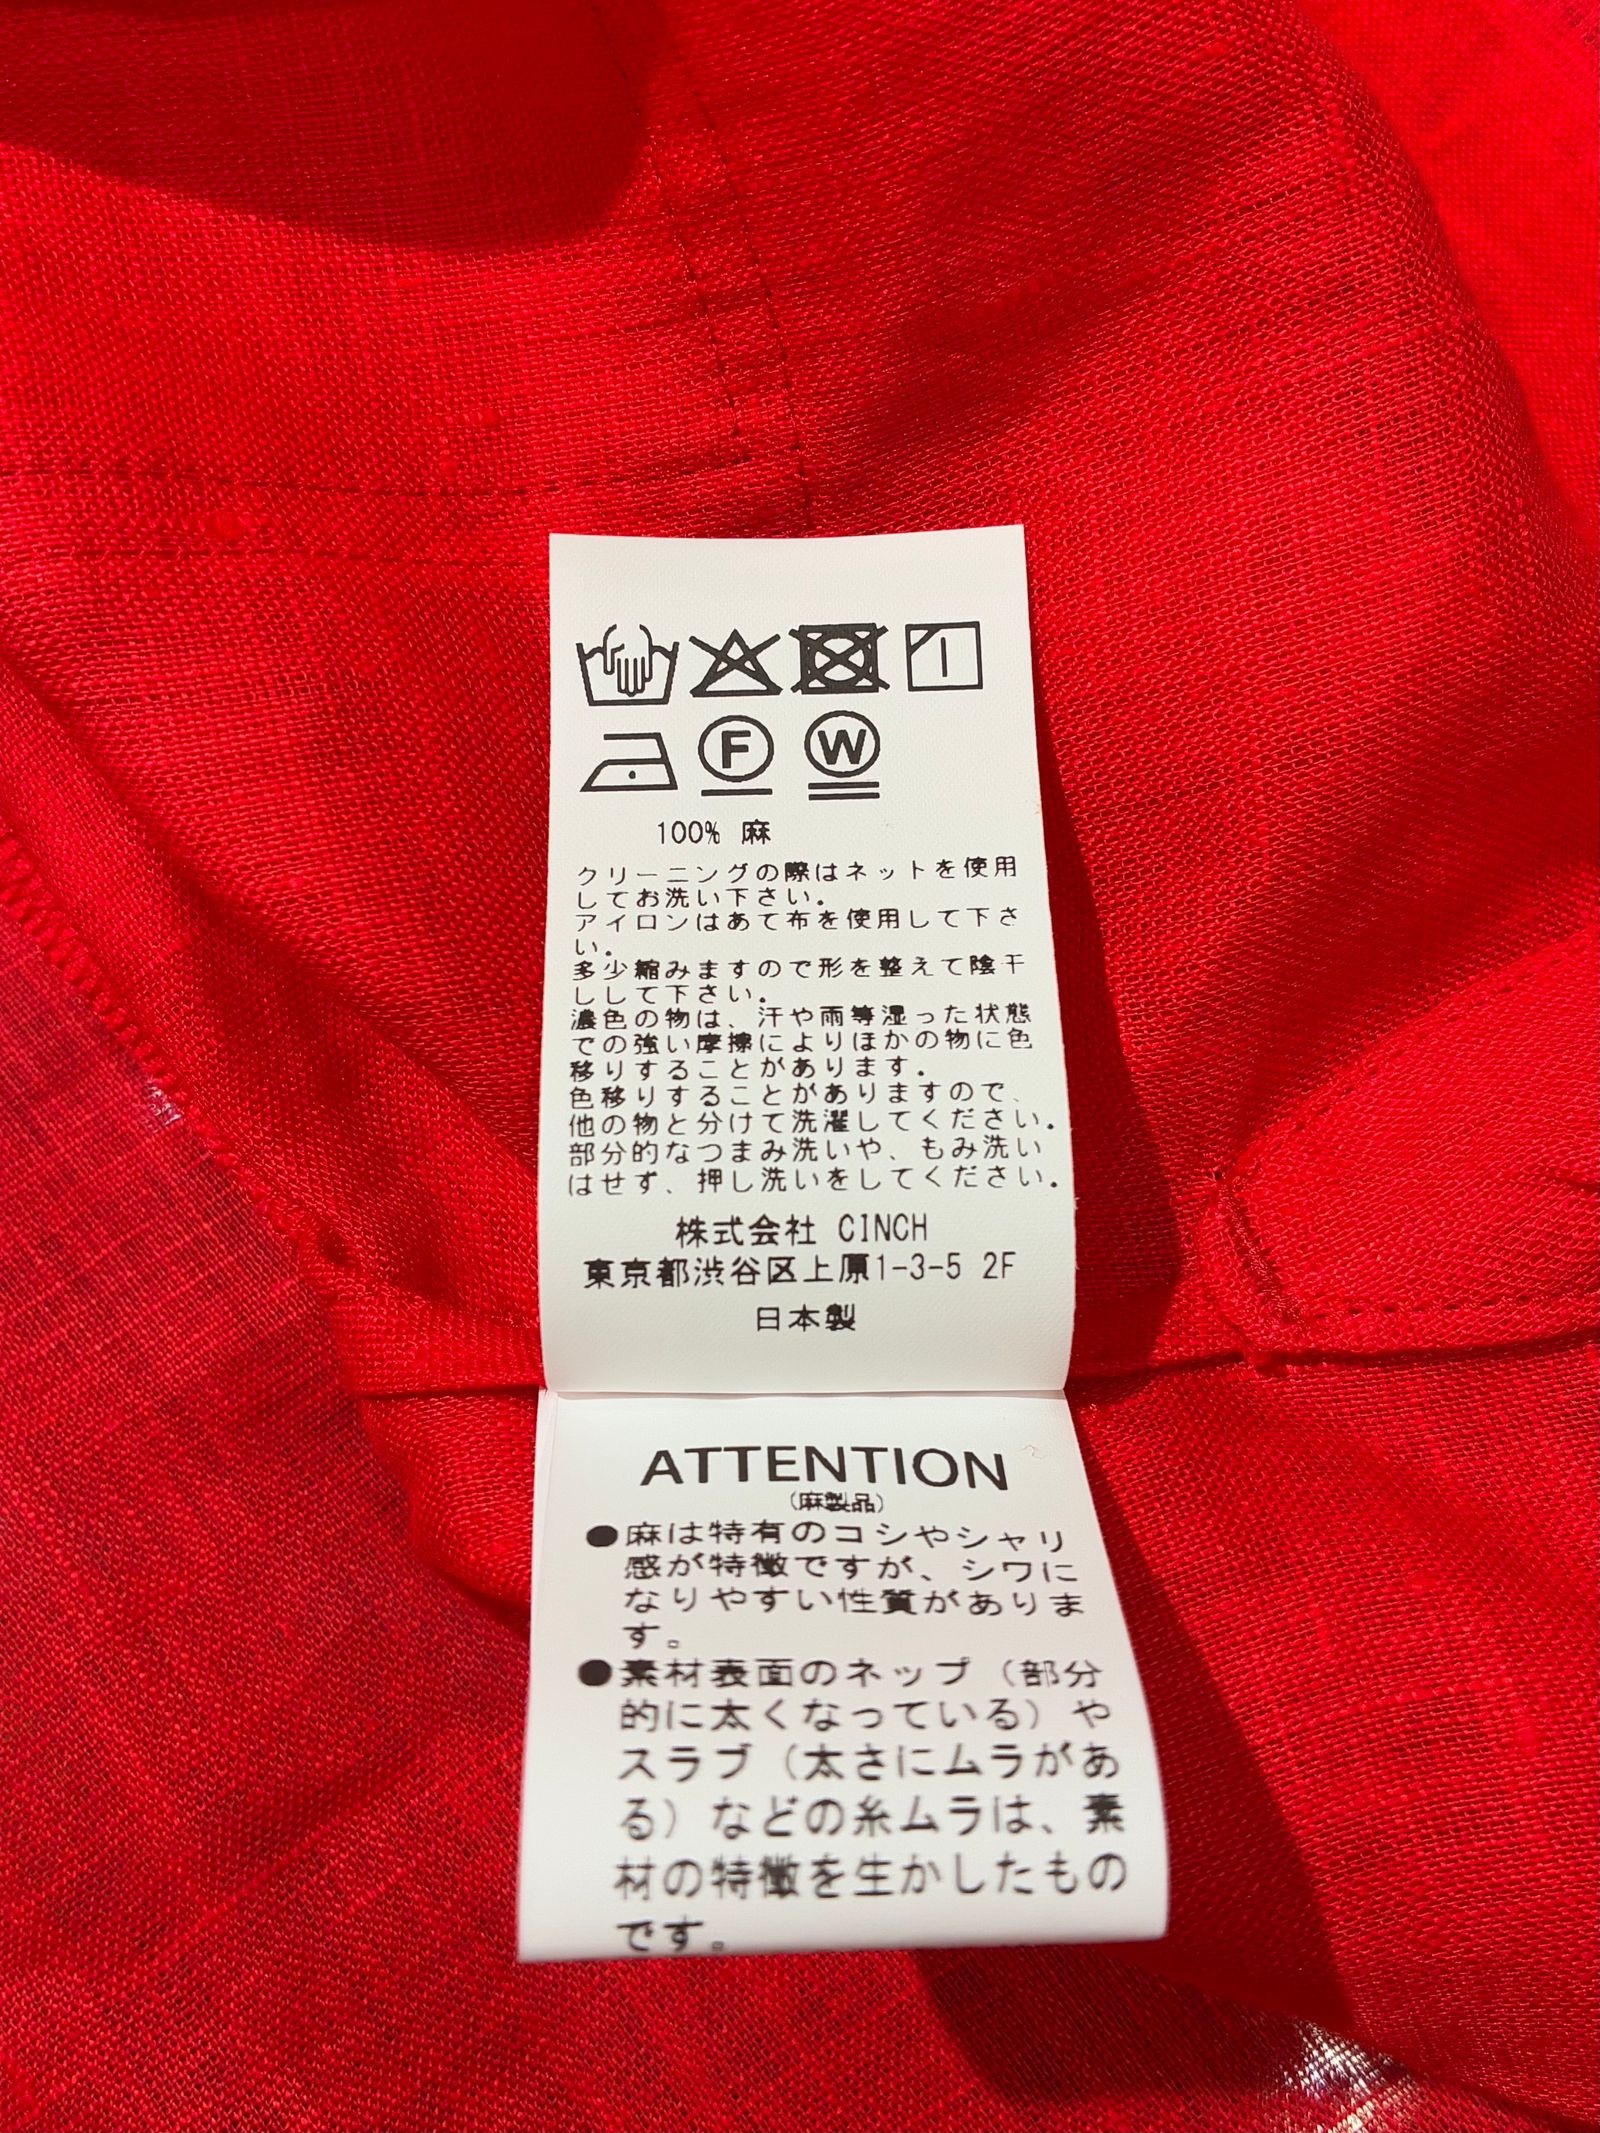 F W
100% 麻
クリーニングの際はネットを使用
してお洗い下さい。
アイロンはあて布を使用して下さ
い。
多少縮みますので形を整えて陰干
しして下さい。
濃色の物は、汗や雨等湿った状態
での強い摩擦によりほかの物に色
移りすることがあります。
色移りすることがありますので、
他の物と分けて洗濯してください。
部分的なつまみ洗いや、もみ洗い
はせず、押し洗いをしてください。
株式会社 CINCH
東京都渋谷区上原1-3-5 2F
日本製
ATTENTION
(麻製品)
●麻は特有のコシやシャリ
感が特徴ですが、シワに
なりやすい性質がありま
す。
●素材表面のネップ（部分
的に太くなっている）や
スラブ（太さにムラがあ
る）などの糸ムラは、素
材の特徴を生かしたもの
です。